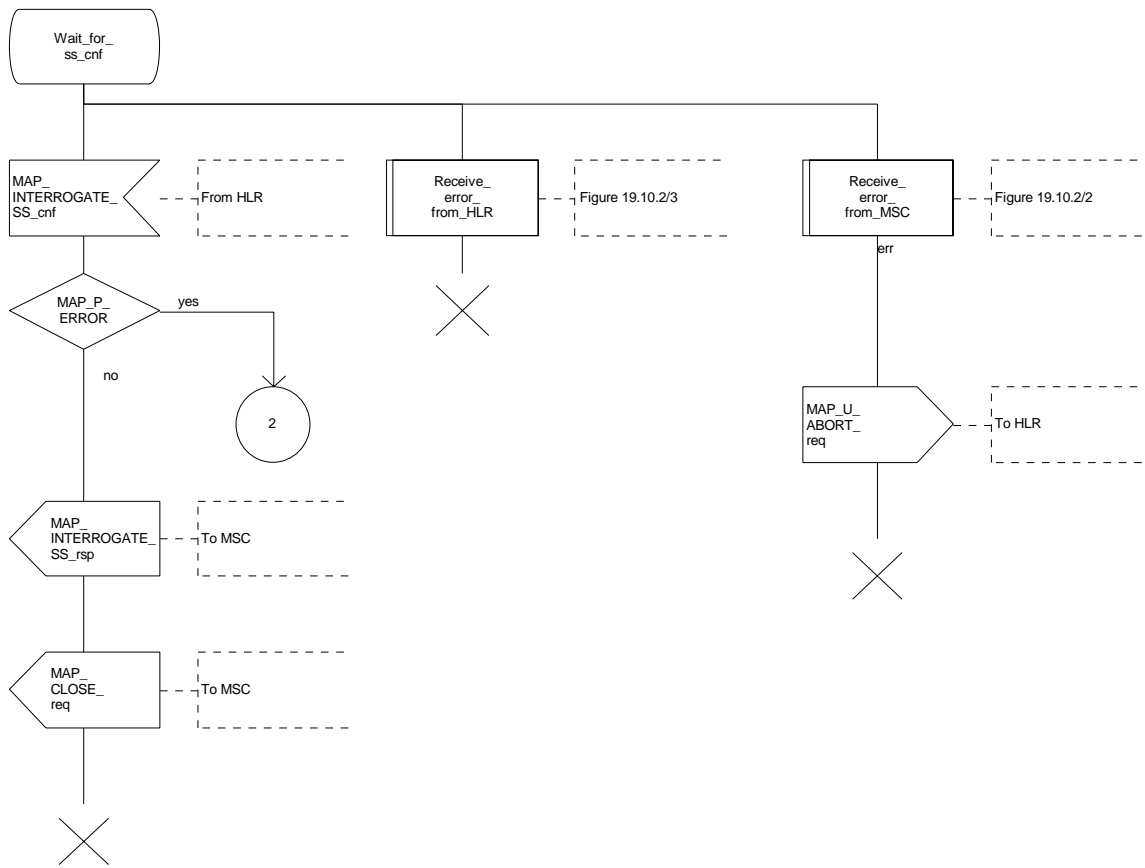 Wait_for_
ss_cnf
MAP_
INTERROGATE_
SS_cnf
From HLR
Receive_
error_
from_HLR
Figure 19.10.2/3
Receive_
error_
from_MSC
Figure 19.10.2/2
err
MAP_P_
ERROR
yes
no
2
MAP_U_
ABORT_
req
To HLR
MAP_
INTERROGATE_
SS_rsp
To MSC
MAP_
CLOSE_
req
To MSC